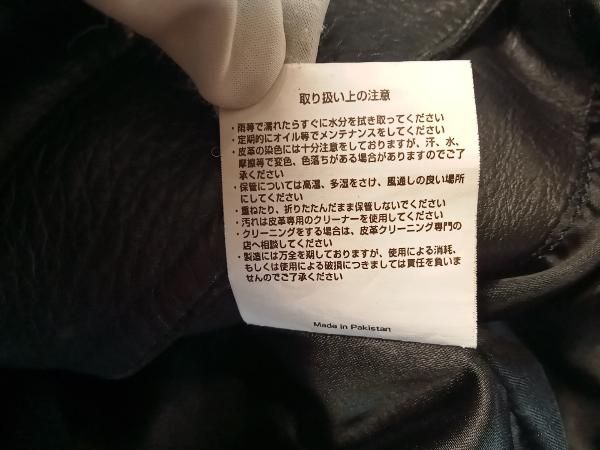 取り扱い上の注意
・雨等で濡れたらすぐに水分を拭き取ってください
・定期的にオイル等でメンテナンスをしてください
・皮革の染色には十分注意をしておりますが、汗、水、
摩擦等で変色、色落ちがある場合がありますのでご了
承ください
・保管については高温、多湿をさけ、風通しの良い場所
にしてください
・重ねたり、折りたたんだまま保管しないでください
・汚れは皮革専用のクリーナーを使用してください
・クリーニングをする場合は、皮革クリーニング専門の
店へ相談してください
・製造には万全を期しておりますが、使用による消耗、
もしくは使用による破損につきましては責任を負いま
せんのでご了承ください
Made in Pakistan